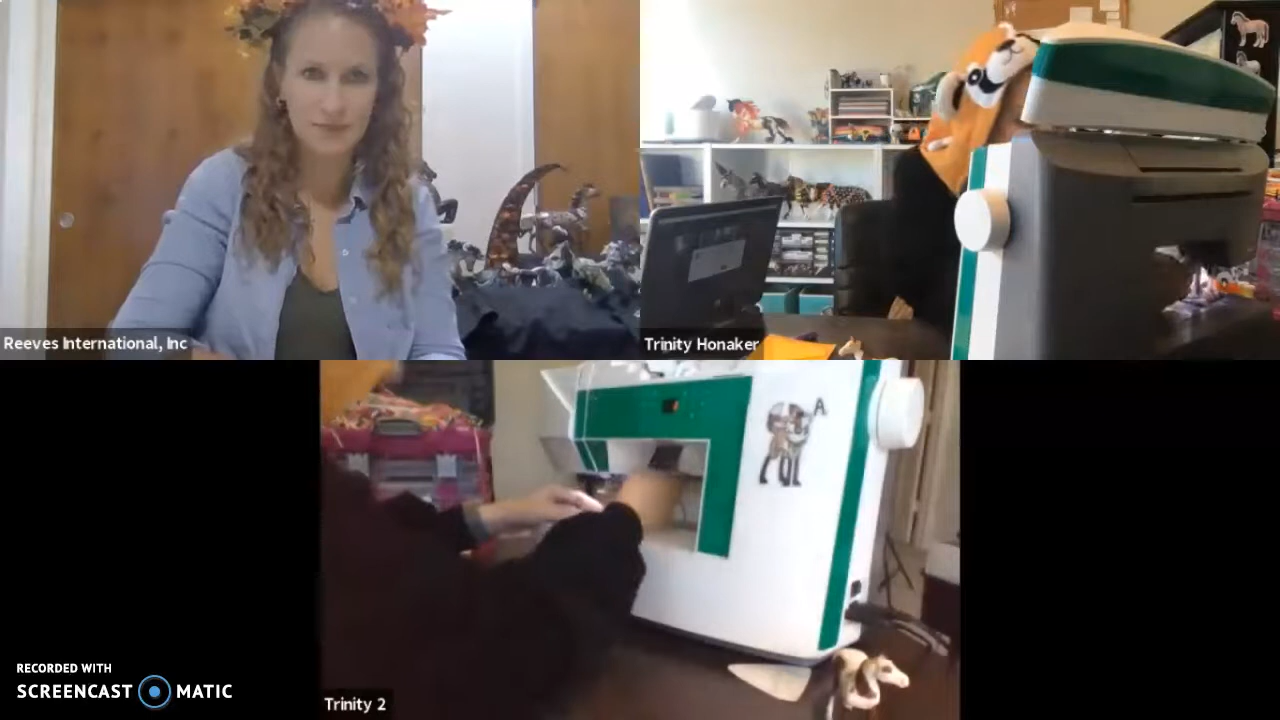 Reeves International, Inc
Trinity Honaker
A
RECORDED WITH
SCREENCAST MATIC
Trinity 2